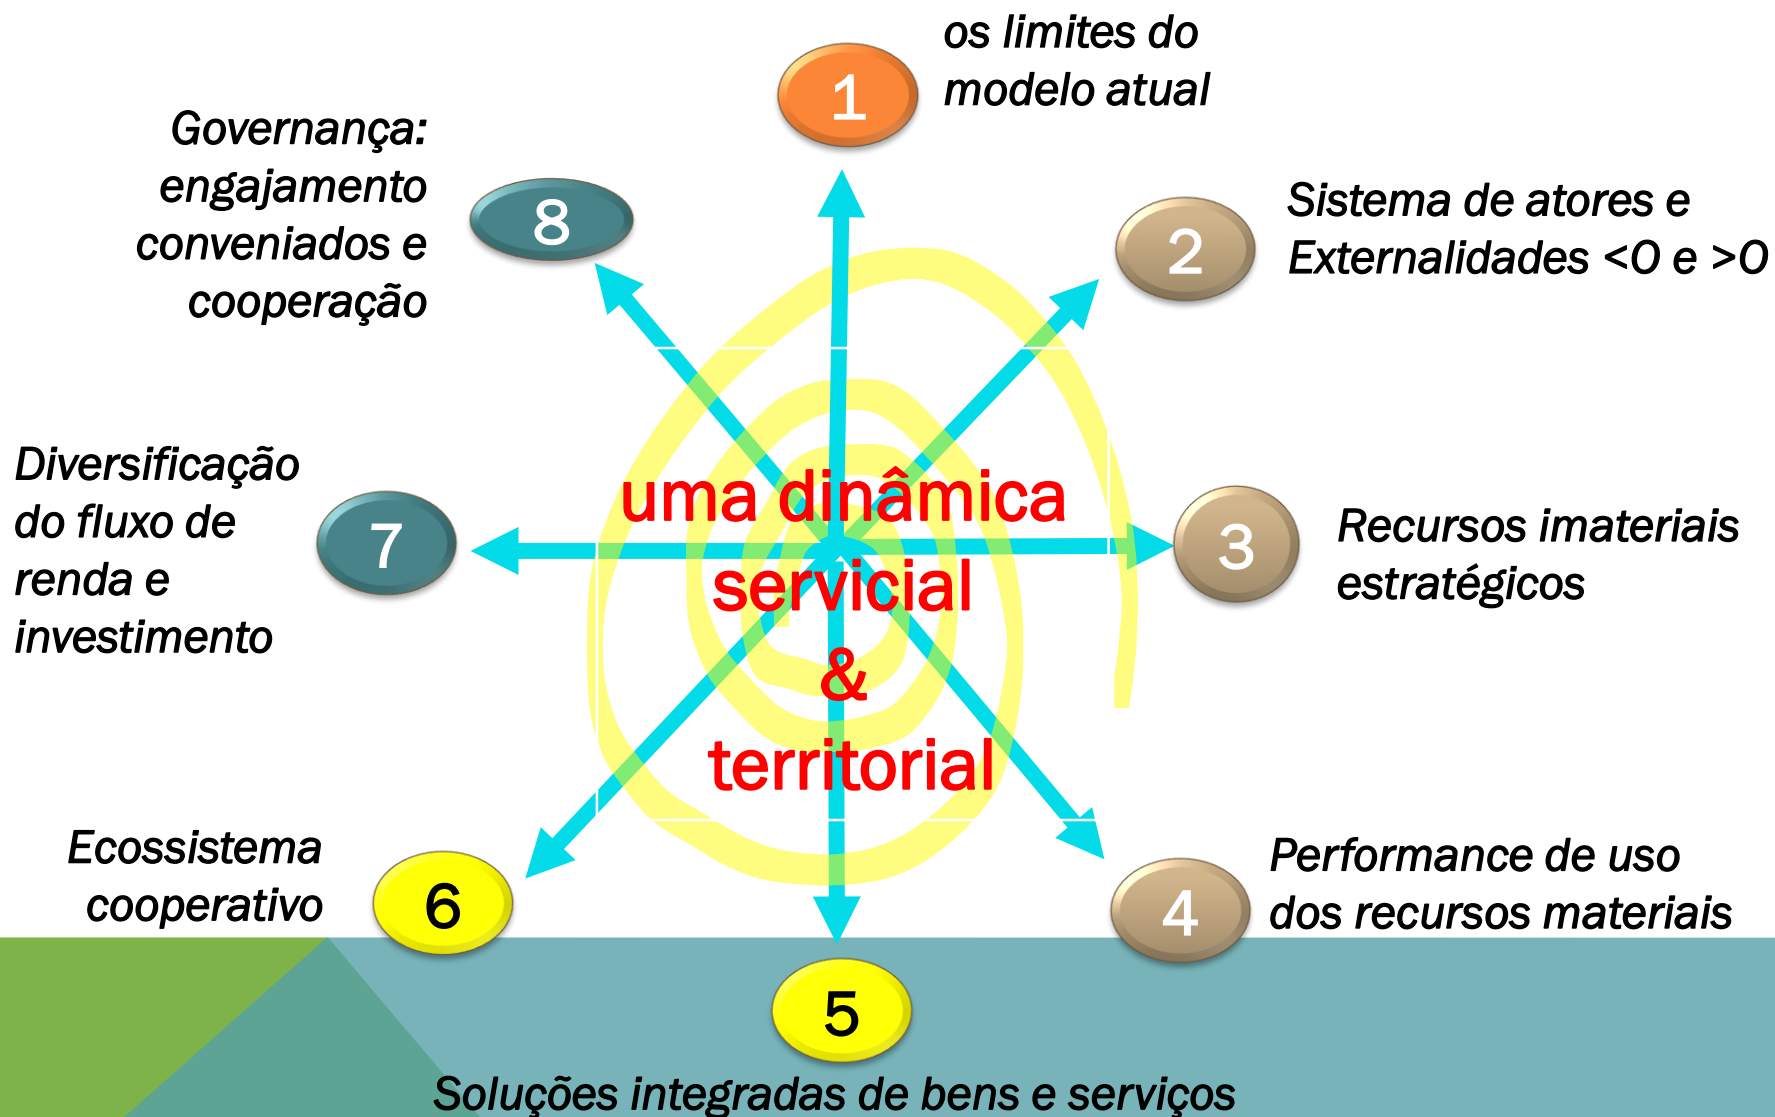 1
os limites do
modelo atual
2
Sistema de atores e
Externalidades <O e >O
3
Recursos imateriais
estratégicos
4
Performance de uso
dos recursos materiais
5
Soluções integradas de bens e serviços
6
Ecossistema
cooperativo
7
Diversificação
do fluxo de
renda e
investimento
8
Governança:
engajamento
conveniados e
cooperação
uma dinâmica
servicial
&
territorial